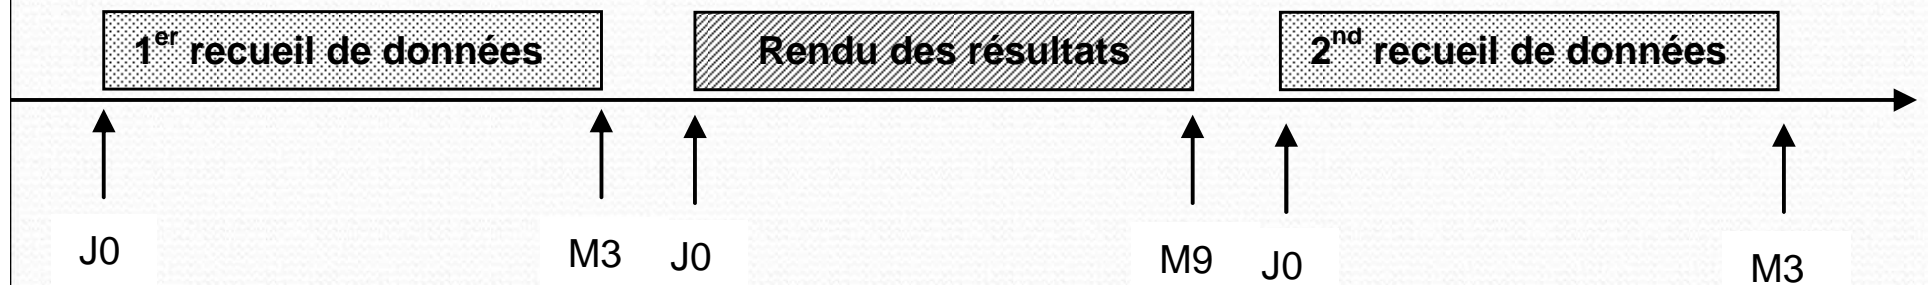 1er recueil de données Rendu des résultats 2nd recueil de données
J0 M3 J0 M9 J0 M3